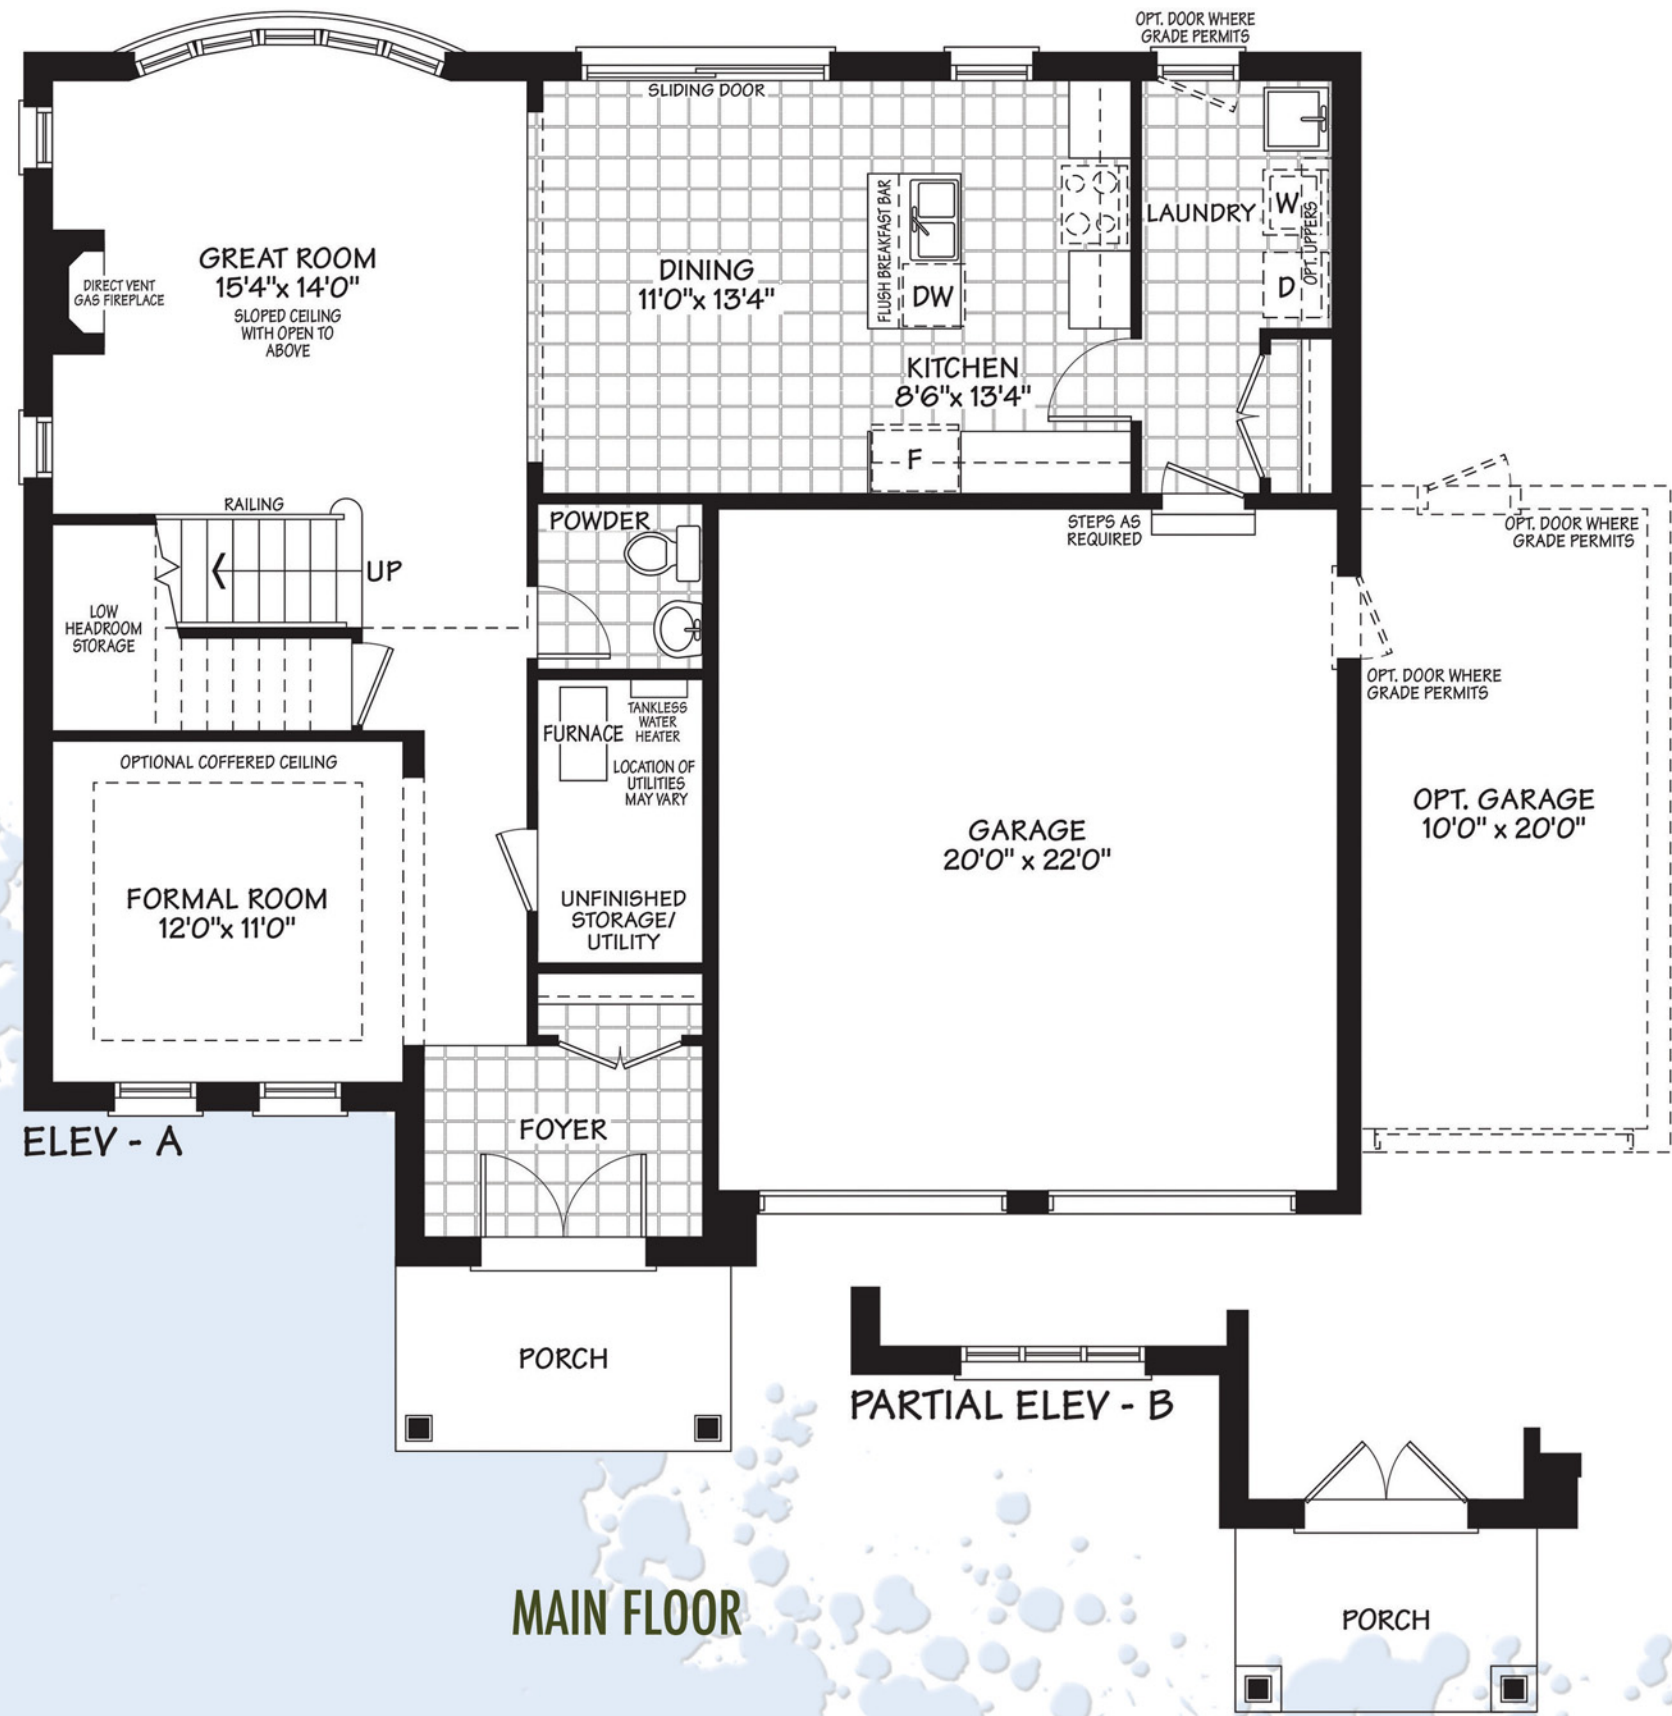 OPT. DOOR WHERE
GRADE PERMITS
SLIDING DOOR
GREAT ROOM
15'4"x 14'0"
SLOPED CEILING
WITH OPEN TO
ABOVE
DIRECT VENT
GAS FIREPLACE
DINING
11'0"x 13'4"
FLUSH BREAKFAST BAR
DW
KITCHEN
8'6"x 13'4"
F
LAUNDRY
W
D
OPT. UPPERS
RAILING
UP
LOW
HEADROOM
STORAGE
POWDER
STEPS AS
REQUIRED
OPT. DOOR WHERE
GRADE PERMITS
OPT. DOOR WHERE
GRADE PERMITS
FURNACE
TANKLESS
WATER
HEATER
LOCATION OF
UTILITIES
MAY VARY
UNFINISHED
STORAGE/
UTILITY
OPTIONAL COFFERED CEILING
FORMAL ROOM
12'0"x 11'0"
GARAGE
20'0" x 22'0"
OPT. GARAGE
10'0" x 20'0"
FOYER
ELEV - A
PORCH
PARTIAL ELEV - B
PORCH
MAIN FLOOR